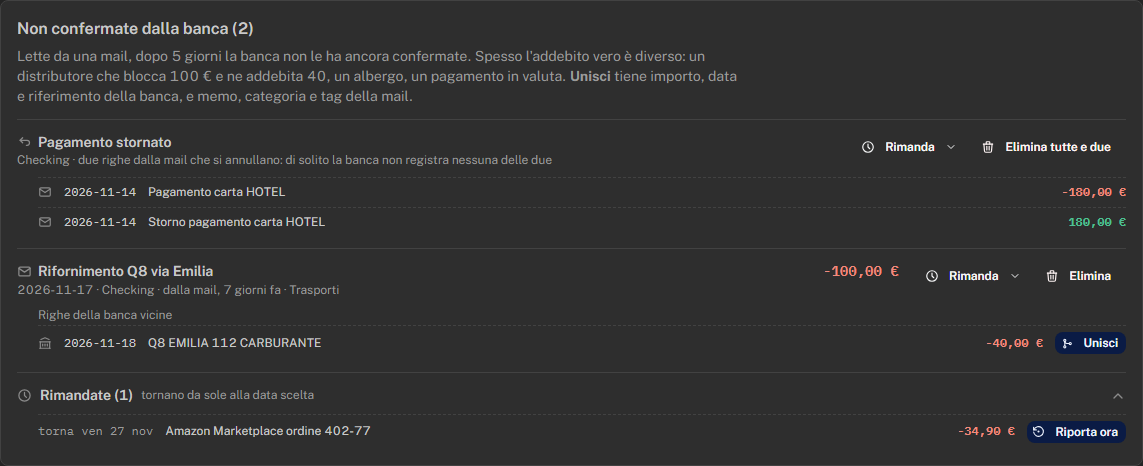 Non confermate dalla banca (2)
Lette da una mail, dopo 5 giorni la banca non le ha ancora confermate. Spesso l'addebito vero è diverso: un
distributore che blocca 100 € e ne addebita 40, un albergo, un pagamento in valuta. Unisci tiene importo, data
e riferimento della banca, e memo, categoria e tag della mail.
Pagamento stornato
Rimanda
Elimina tutte e due
Checking · due righe dalla mail che si annullano: di solito la banca non registra nessuna delle due
2026-11-14 Pagamento carta HOTEL -180,00 €
2026-11-14 Storno pagamento carta HOTEL 180,00 €
Rifornimento Q8 via Emilia -100,00 € Rimanda Elimina
2026-11-17 · Checking · dalla mail, 7 giorni fa · Trasporti
Righe della banca vicine
2026-11-18 Q8 EMILIA 112 CARBURANTE -40,00 € Unisci
Rimandate (1) tornano da sole alla data scelta
torna ven 27 nov Amazon Marketplace ordine 402-77 -34,90 € Riporta ora